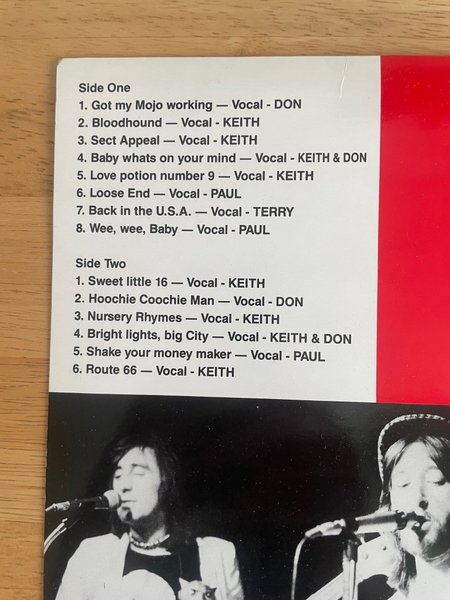 Side One
1. Got my Mojo working — Vocal - DON
2. Bloodhound — Vocal - KEITH
3. Sect Appeal — Vocal - KEITH
4. Baby whats on your mind — Vocal - KEITH & DON
5. Love potion number 9 — Vocal - KEITH
6. Loose End — Vocal - PAUL
7. Back in the U.S.A. — Vocal - TERRY
8. Wee, wee, Baby — Vocal - PAUL
Side Two
1. Sweet little 16 — Vocal - KEITH
2. Hoochie Coochie Man — Vocal - DON
3. Nursery Rhymes — Vocal - KEITH
4. Bright lights, big City — Vocal - KEITH & DON
5. Shake your money maker — Vocal - PAUL
6. Route 66 — Vocal - KEITH